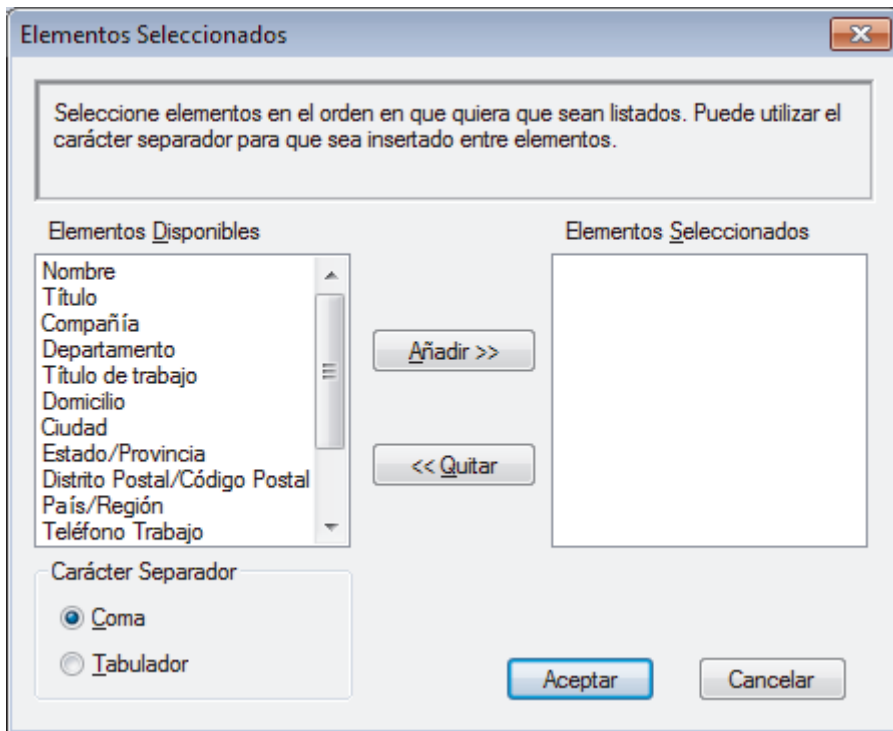 Elementos Seleccionados
Seleccione elementos en el orden en que quiera que sean listados. Puede utilizar el
carácter separador para que sea insertado entre elementos.
Elementos Disponibles
Nombre
Título
Compañía
Departamento
Título de trabajo
Domicilio
Ciudad
Estado/Provincia
Distrito Postal/Código Postal
País/Región
Teléfono Trabajo
Añadir >>
<< Quitar
Elementos Seleccionados
Carácter Separador
Coma
Tabulador
Aceptar
Cancelar